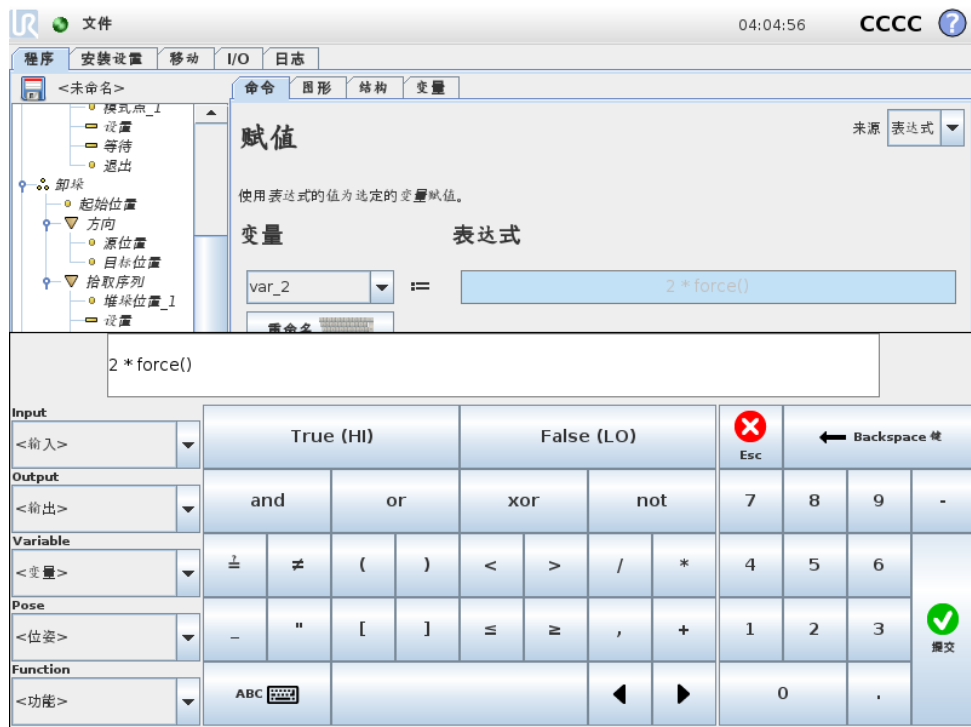 UR 文件 04:04:56 CCCC ?
程序 安装设置 移动 I/O 日志
<未命名> 命令 图形 结构 变量
模式点_1
设置
等待
退出
卸垛
起始位置
方向
源位置
目标位置
拾取序列
堆垛位置_1
设置
赋值
来源 表达式
使用表达式的值为选定的变量赋值。
变量 表达式
var_2 := 2 * force()
重命名
2 * force()
Input
<输入> True (HI) False (LO) Esc Backspace 键
Output
<输出> and or xor not 7 8 9 -
Variable
<变量> ≟ ≠ ( ) < > / * 4 5 6
Pose
<位姿> _ " [ ] ≤ ≥ , + 1 2 3 提交
Function
<功能> ABC 0 .